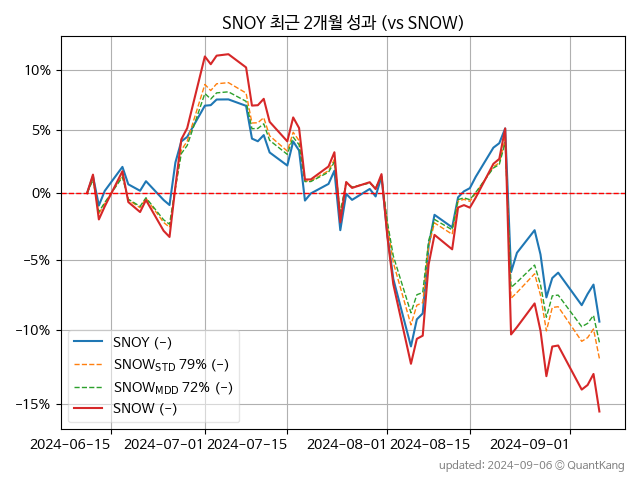 SNOY 최근 2개월 성과 (vs SNOW)
10%
5%
0%
−5%
−10%
−15%
SNOY (−)
SNOWSTD 79% (−)
SNOWMDD 72% (−)
SNOW (−)
2024-06-15 2024-07-01 2024-07-15 2024-08-01 2024-08-15 2024-09-01
updated: 2024-09-06 © QuantKang